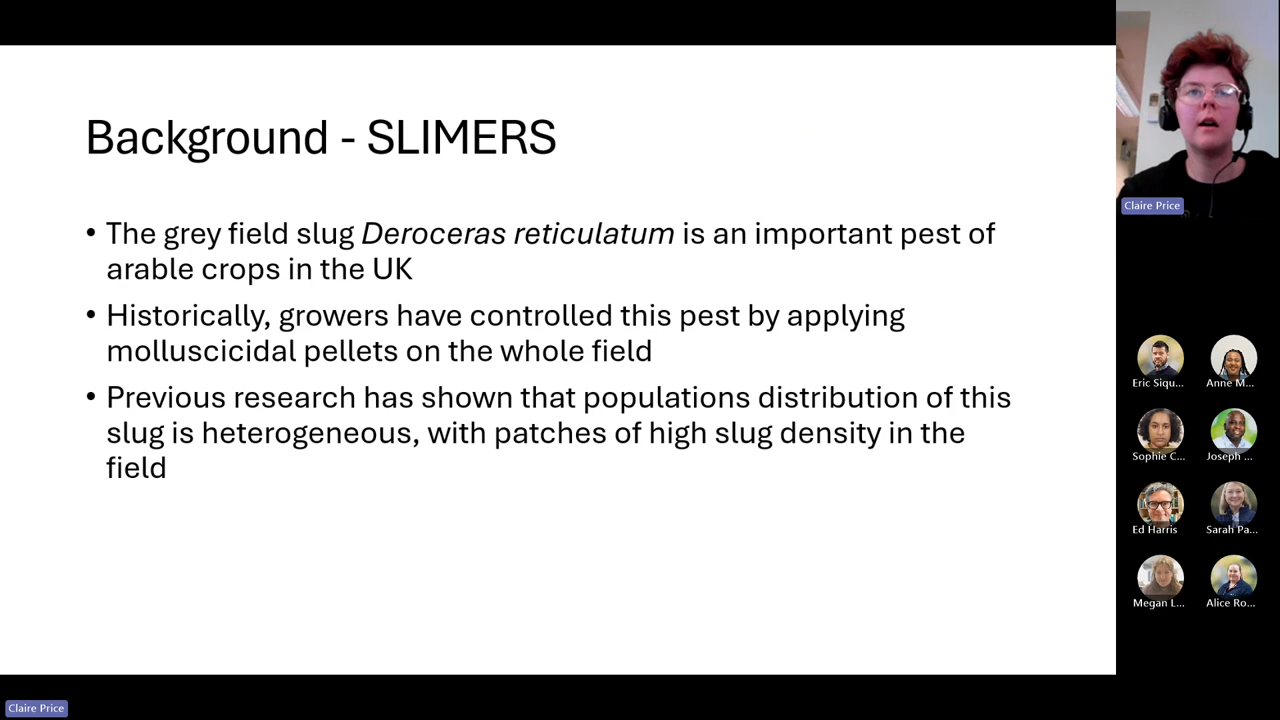 Background - SLIMERS
• The grey field slug Deroceras reticulatum is an important pest of
arable crops in the UK
• Historically, growers have controlled this pest by applying
molluscicidal pellets on the whole field
• Previous research has shown that populations distribution of this
slug is heterogeneous, with patches of high slug density in the
field
Claire Price
Eric Siqu...
Anne M...
Sophie C...
Joseph ...
Ed Harris
Sarah Pa...
Megan L...
Alice Ro...
Claire Price